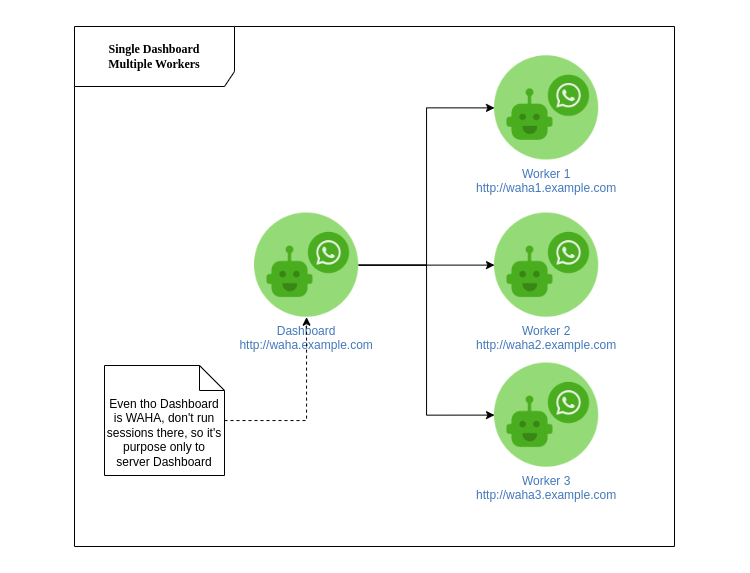 Single Dashboard
Multiple Workers
Worker 1
http://waha1.example.com
Dashboard
http://waha.example.com
Worker 2
http://waha2.example.com
Even tho Dashboard
is WAHA, don't run
sessions there, so it's
purpose only to
server Dashboard
Worker 3
http://waha3.example.com